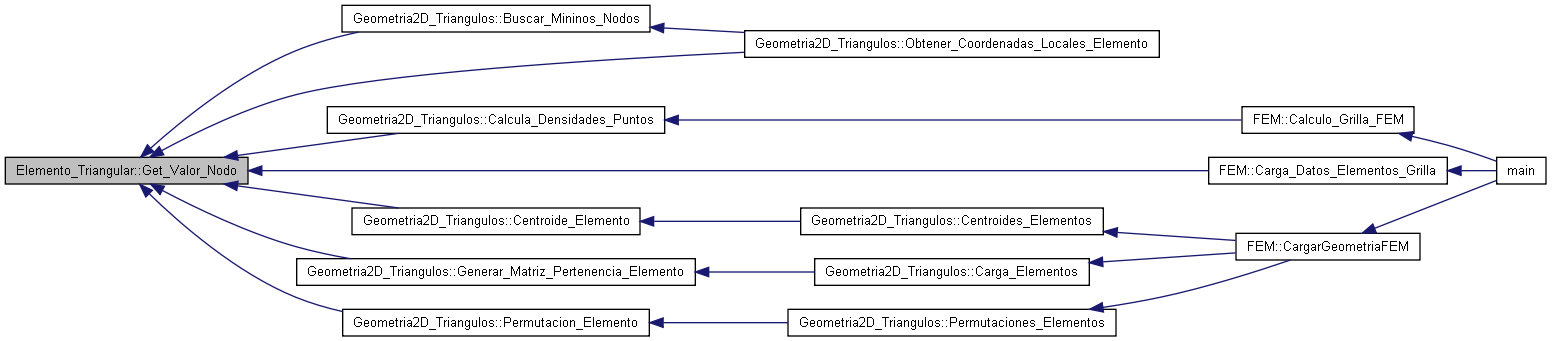 Geometria2D_Triangulos::Buscar_Mininos_Nodos
Geometria2D_Triangulos::Obtener_Coordenadas_Locales_Elemento
Geometria2D_Triangulos::Calcula_Densidades_Puntos
FEM::Calculo_Grilla_FEM
Elemento_Triangular::Get_Valor_Nodo
FEM::Carga_Datos_Elementos_Grilla
main
Geometria2D_Triangulos::Centroide_Elemento
Geometria2D_Triangulos::Centroides_Elementos
FEM::CargarGeometriaFEM
Geometria2D_Triangulos::Generar_Matriz_Pertenencia_Elemento
Geometria2D_Triangulos::Carga_Elementos
Geometria2D_Triangulos::Permutacion_Elemento
Geometria2D_Triangulos::Permutaciones_Elementos